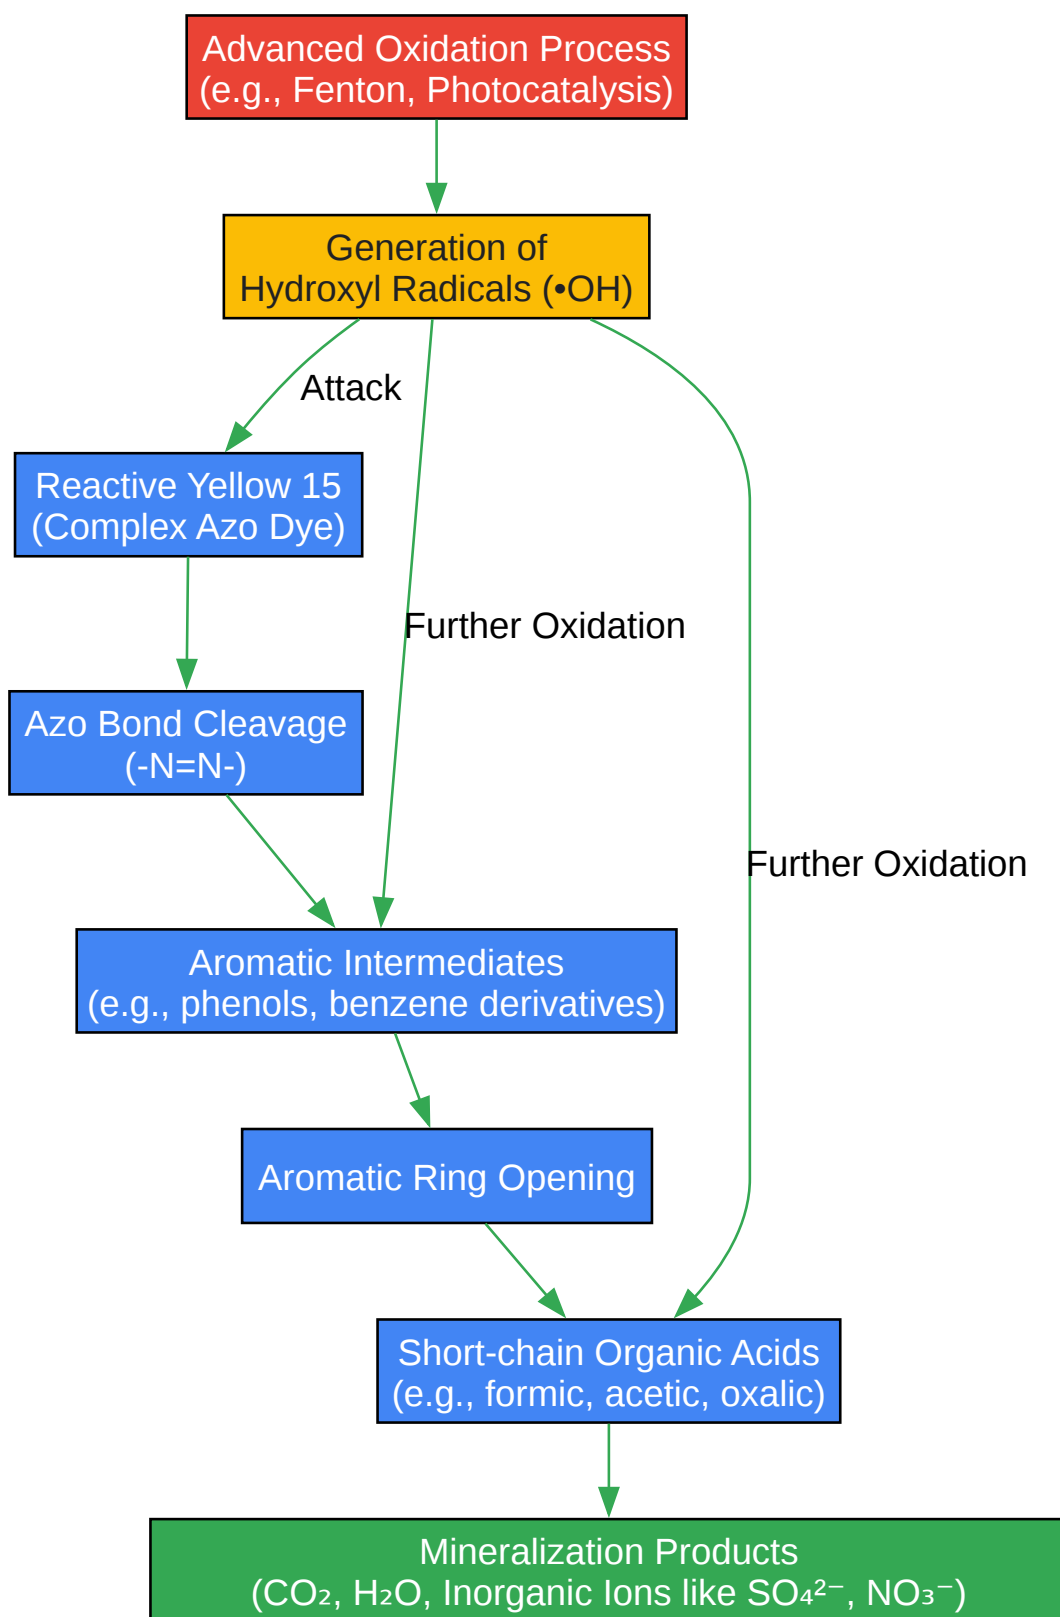 Advanced Oxidation Process
(e.g., Fenton, Photocatalysis)
Generation of
Hydroxyl Radicals (•OH)
Attack
Reactive Yellow 15
(Complex Azo Dye)
Further Oxidation
Azo Bond Cleavage
(-N=N-)
Further Oxidation
Aromatic Intermediates
(e.g., phenols, benzene derivatives)
Aromatic Ring Opening
Short-chain Organic Acids
(e.g., formic, acetic, oxalic)
Mineralization Products
(CO₂, H₂O, Inorganic Ions like SO₄²⁻, NO₃⁻)